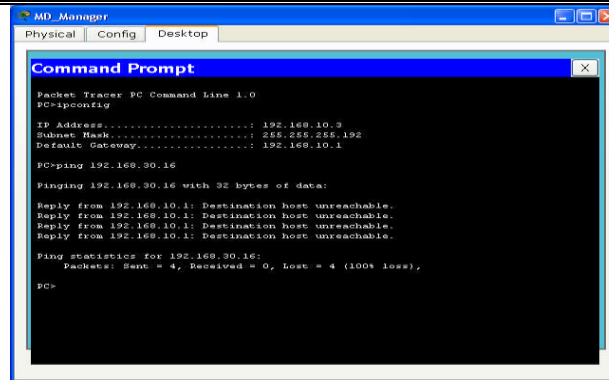 MD_Manager
Physical Config Desktop
Command Prompt
Packet Tracer PC Command Line 1.0
PC>ipconfig
IP Address......................: 192.168.10.3
Subnet Mask.....................: 255.255.255.192
Default Gateway.................: 192.168.10.1
PC>ping 192.168.30.16
Pinging 192.168.30.16 with 32 bytes of data:
Reply from 192.168.10.1: Destination host unreachable.
Reply from 192.168.10.1: Destination host unreachable.
Reply from 192.168.10.1: Destination host unreachable.
Reply from 192.168.10.1: Destination host unreachable.
Ping statistics for 192.168.30.16:
Packets: Sent = 4, Received = 0, Lost = 4 (100% loss),
PC>